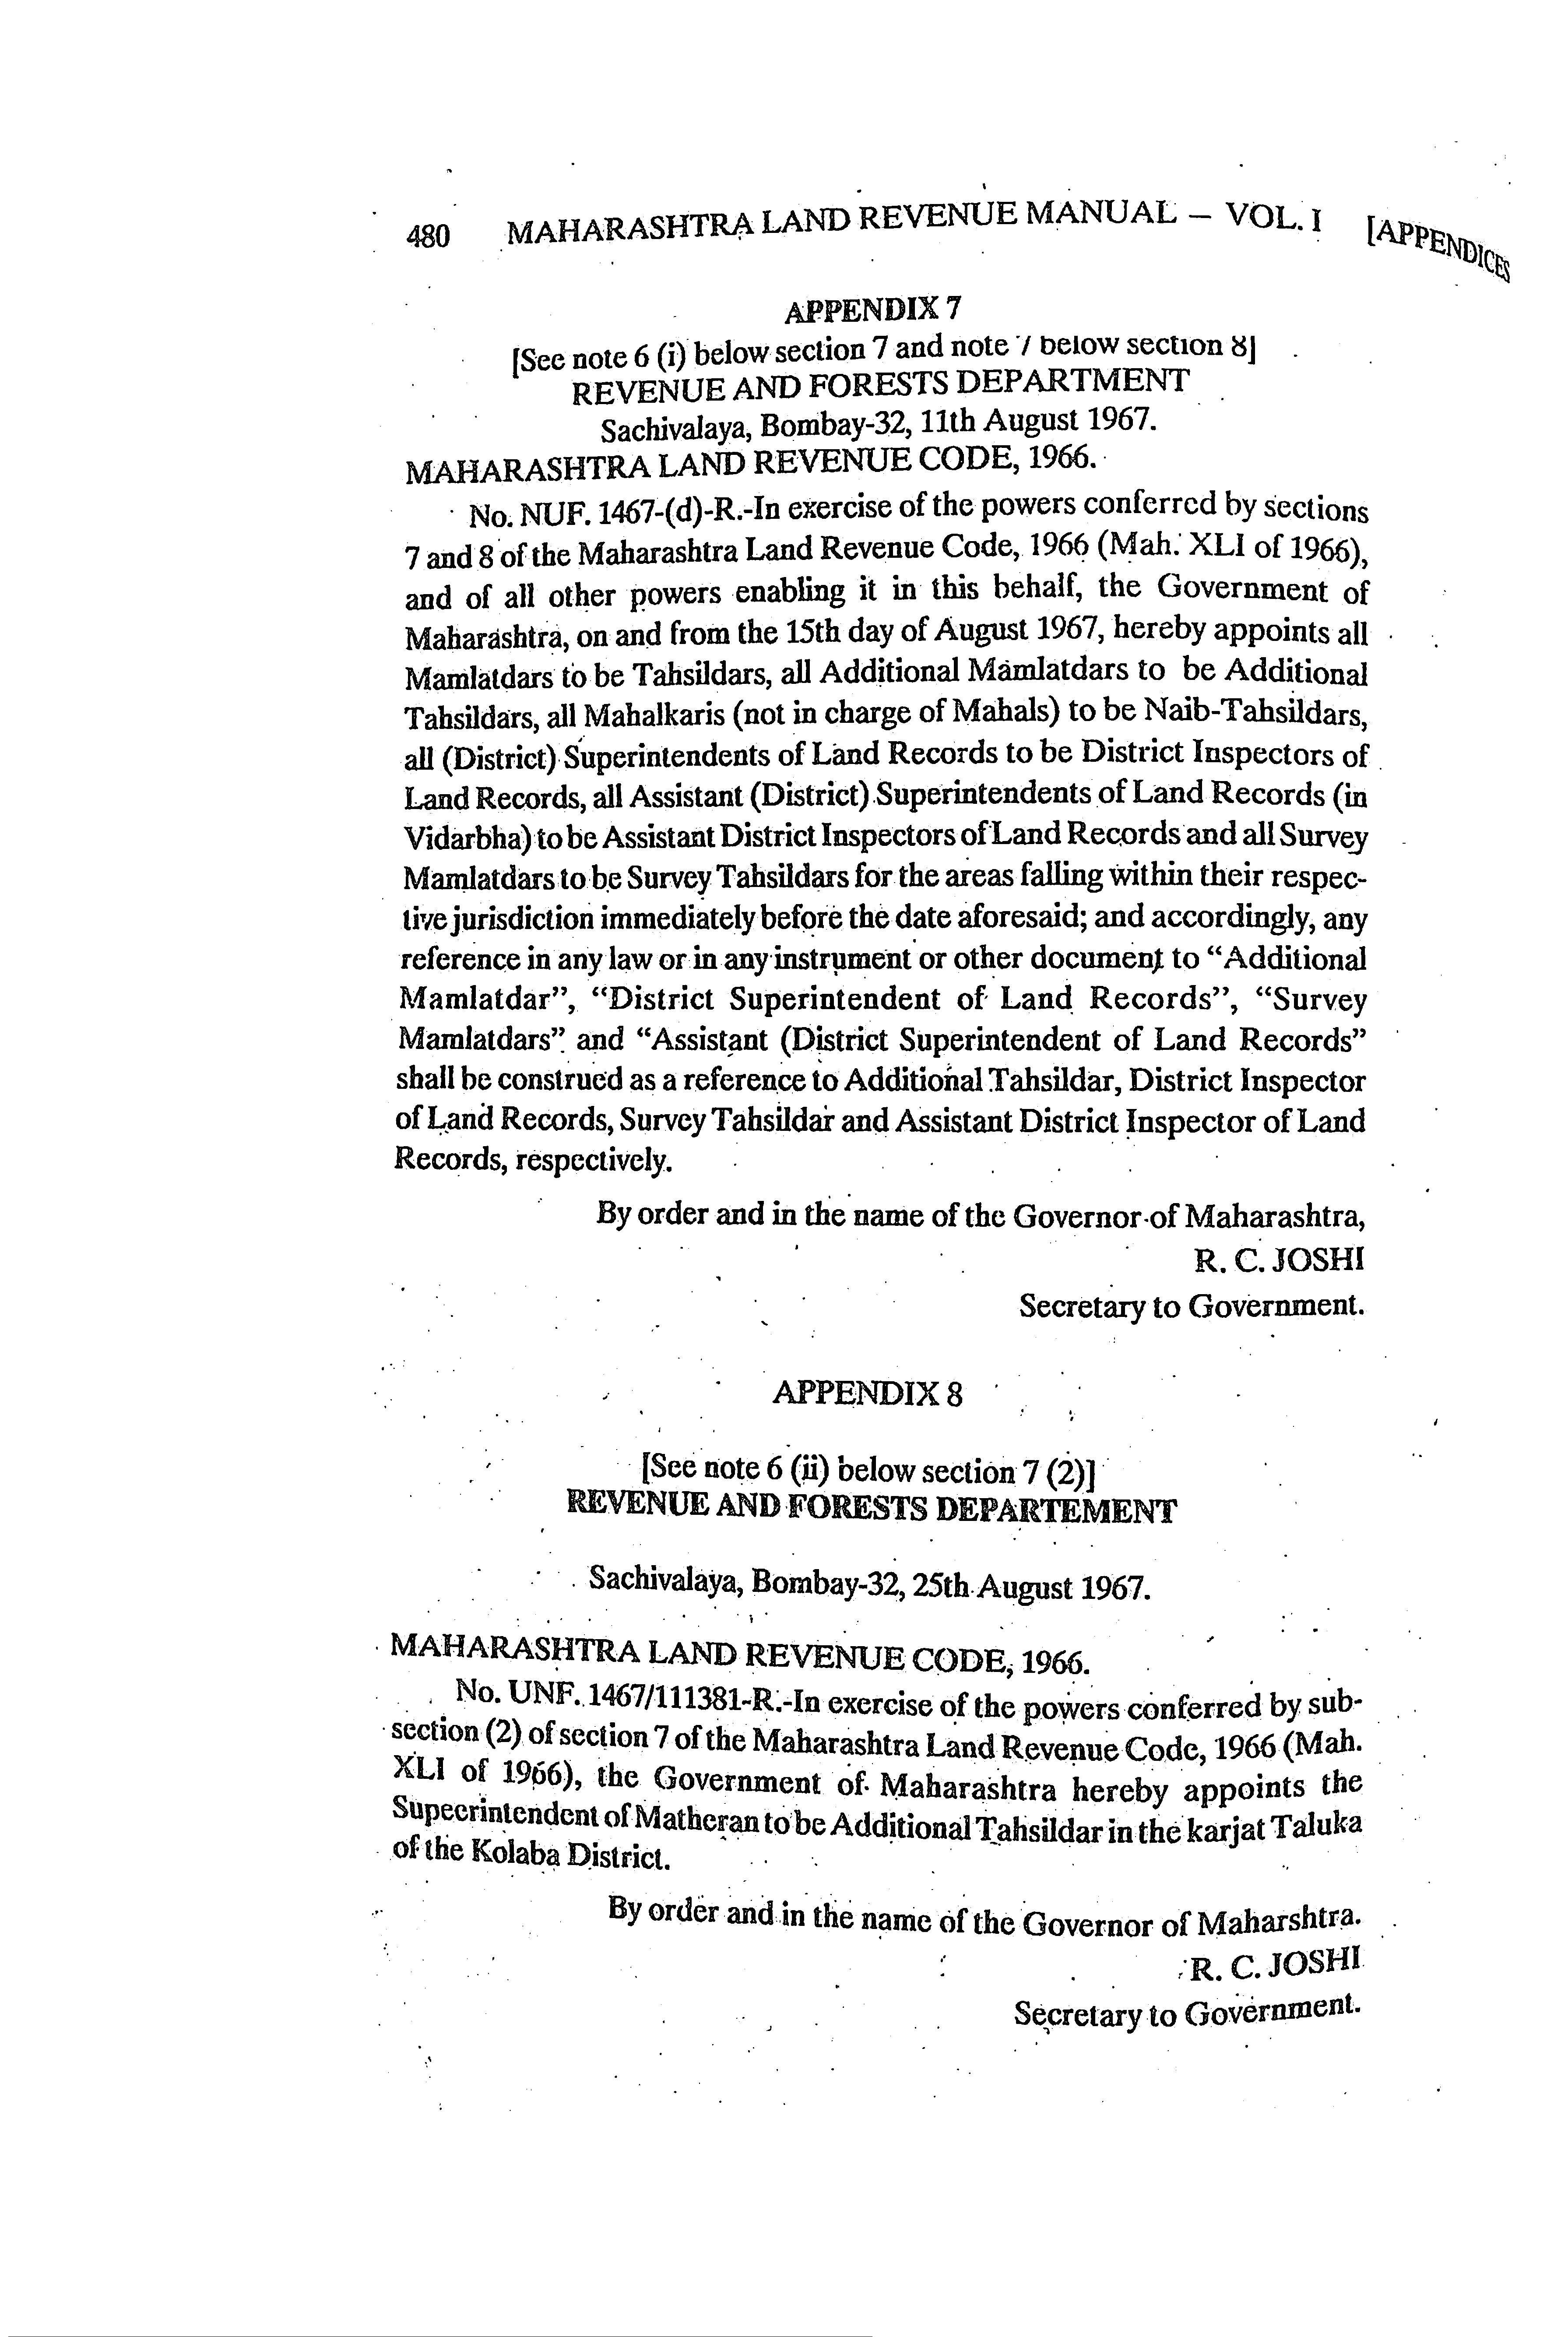 480 MAHARASHTRA LAND REVENUE MANUAL – VOL. I [APPENDICES
APPENDIX 7
[See note 6 (i) below section 7 and note 7 below section 8]
REVENUE AND FORESTS DEPARTMENT
Sachivalaya, Bombay-32, 11th August 1967.
MAHARASHTRA LAND REVENUE CODE, 1966.
No. NUF. 1467-(d)-R.-In exercise of the powers conferred by sections
7 and 8 of the Maharashtra Land Revenue Code, 1966 (Mah. XLI of 1966),
and of all other powers enabling it in this behalf, the Government of
Maharashtra, on and from the 15th day of August 1967, hereby appoints all
Mamlatdars to be Tahsildars, all Additional Mamlatdars to be Additional
Tahsildars, all Mahalkaris (not in charge of Mahals) to be Naib-Tahsildars,
all (District) Superintendents of Land Records to be District Inspectors of
Land Records, all Assistant (District) Superintendents of Land Records (in
Vidarbha) to be Assistant District Inspectors of Land Records and all Survey
Mamlatdars to be Survey Tahsildars for the areas falling within their respec-
tive jurisdiction immediately before the date aforesaid; and accordingly, any
reference in any law or in any instrument or other document to “Additional
Mamlatdar”, “District Superintendent of Land Records”, “Survey
Mamlatdars” and “Assistant (District Superintendent of Land Records”
shall be construed as a reference to Additional Tahsildar, District Inspector
of Land Records, Survey Tahsildar and Assistant District Inspector of Land
Records, respectively.
By order and in the name of the Governor of Maharashtra,
R. C. JOSHI
Secretary to Government.
APPENDIX 8
[See note 6 (ii) below section 7 (2)]
REVENUE AND FORESTS DEPARTEMENT
Sachivalaya, Bombay-32, 25th August 1967.
MAHARASHTRA LAND REVENUE CODE, 1966.
No. UNF. 1467/111381-R.-In exercise of the powers conferred by sub-
section (2) of section 7 of the Maharashtra Land Revenue Code, 1966 (Mah.
XLI of 1966), the Government of Maharashtra hereby appoints the
Supecrintendent of Matheran to be Additional Tahsildar in the karjat Taluka
of the Kolaba District.
By order and in the name of the Governor of Maharshtra.
R. C. JOSHI
Secretary to Government.